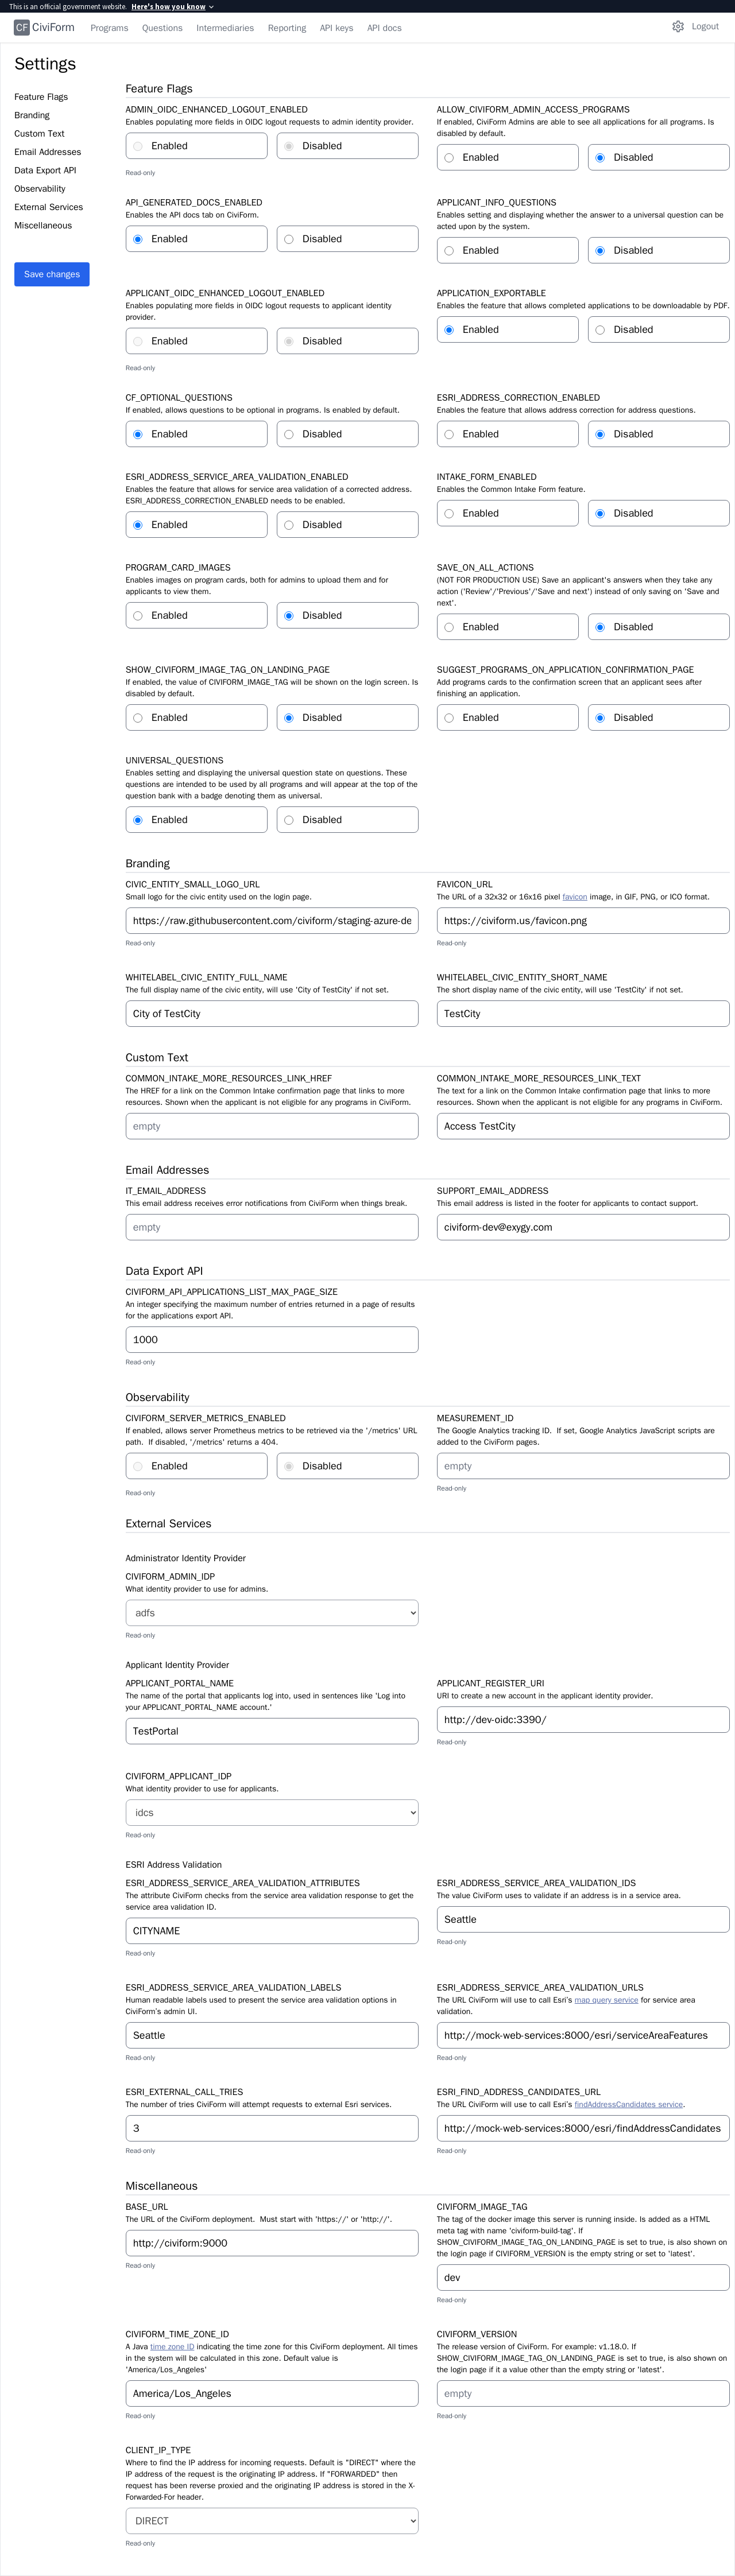 This is an official government website. Here's how you know
CF CiviForm Programs Questions Intermediaries Reporting API keys API docs Logout
Settings
Feature Flags
Branding
Custom Text
Email Addresses
Data Export API
Observability
External Services
Miscellaneous
Save changes
Feature Flags
ADMIN_OIDC_ENHANCED_LOGOUT_ENABLED
Enables populating more fields in OIDC logout requests to admin identity provider.
Enabled Disabled
Read-only
ALLOW_CIVIFORM_ADMIN_ACCESS_PROGRAMS
If enabled, CiviForm Admins are able to see all applications for all programs. Is
disabled by default.
Enabled Disabled
API_GENERATED_DOCS_ENABLED
Enables the API docs tab on CiviForm.
Enabled Disabled
APPLICANT_INFO_QUESTIONS
Enables setting and displaying whether the answer to a universal question can be
acted upon by the system.
Enabled Disabled
APPLICANT_OIDC_ENHANCED_LOGOUT_ENABLED
Enables populating more fields in OIDC logout requests to applicant identity
provider.
Enabled Disabled
Read-only
APPLICATION_EXPORTABLE
Enables the feature that allows completed applications to be downloadable by PDF.
Enabled Disabled
CF_OPTIONAL_QUESTIONS
If enabled, allows questions to be optional in programs. Is enabled by default.
Enabled Disabled
ESRI_ADDRESS_CORRECTION_ENABLED
Enables the feature that allows address correction for address questions.
Enabled Disabled
ESRI_ADDRESS_SERVICE_AREA_VALIDATION_ENABLED
Enables the feature that allows for service area validation of a corrected address.
ESRI_ADDRESS_CORRECTION_ENABLED needs to be enabled.
Enabled Disabled
INTAKE_FORM_ENABLED
Enables the Common Intake Form feature.
Enabled Disabled
PROGRAM_CARD_IMAGES
Enables images on program cards, both for admins to upload them and for
applicants to view them.
Enabled Disabled
SAVE_ON_ALL_ACTIONS
(NOT FOR PRODUCTION USE) Save an applicant's answers when they take any
action ('Review'/'Previous'/'Save and next') instead of only saving on 'Save and
next'.
Enabled Disabled
SHOW_CIVIFORM_IMAGE_TAG_ON_LANDING_PAGE
If enabled, the value of CIVIFORM_IMAGE_TAG will be shown on the login screen. Is
disabled by default.
Enabled Disabled
SUGGEST_PROGRAMS_ON_APPLICATION_CONFIRMATION_PAGE
Add programs cards to the confirmation screen that an applicant sees after
finishing an application.
Enabled Disabled
UNIVERSAL_QUESTIONS
Enables setting and displaying the universal question state on questions. These
questions are intended to be used by all programs and will appear at the top of the
question bank with a badge denoting them as universal.
Enabled Disabled
Branding
CIVIC_ENTITY_SMALL_LOGO_URL
Small logo for the civic entity used on the login page.
https://raw.githubusercontent.com/civiform/staging-azure-de
Read-only
FAVICON_URL
The URL of a 32x32 or 16x16 pixel favicon image, in GIF, PNG, or ICO format.
https://civiform.us/favicon.png
Read-only
WHITELABEL_CIVIC_ENTITY_FULL_NAME
The full display name of the civic entity, will use 'City of TestCity' if not set.
City of TestCity
WHITELABEL_CIVIC_ENTITY_SHORT_NAME
The short display name of the civic entity, will use 'TestCity' if not set.
TestCity
Custom Text
COMMON_INTAKE_MORE_RESOURCES_LINK_HREF
The HREF for a link on the Common Intake confirmation page that links to more
resources. Shown when the applicant is not eligible for any programs in CiviForm.
empty
COMMON_INTAKE_MORE_RESOURCES_LINK_TEXT
The text for a link on the Common Intake confirmation page that links to more
resources. Shown when the applicant is not eligible for any programs in CiviForm.
Access TestCity
Email Addresses
IT_EMAIL_ADDRESS
This email address receives error notifications from CiviForm when things break.
empty
SUPPORT_EMAIL_ADDRESS
This email address is listed in the footer for applicants to contact support.
civiform-dev@exygy.com
Data Export API
CIVIFORM_API_APPLICATIONS_LIST_MAX_PAGE_SIZE
An integer specifying the maximum number of entries returned in a page of results
for the applications export API.
1000
Read-only
Observability
CIVIFORM_SERVER_METRICS_ENABLED
If enabled, allows server Prometheus metrics to be retrieved via the '/metrics' URL
path. If disabled, '/metrics' returns a 404.
Enabled Disabled
Read-only
MEASUREMENT_ID
The Google Analytics tracking ID. If set, Google Analytics JavaScript scripts are
added to the CiviForm pages.
empty
Read-only
External Services
Administrator Identity Provider
CIVIFORM_ADMIN_IDP
What identity provider to use for admins.
adfs
Read-only
Applicant Identity Provider
APPLICANT_PORTAL_NAME
The name of the portal that applicants log into, used in sentences like 'Log into
your APPLICANT_PORTAL_NAME account.'
TestPortal
APPLICANT_REGISTER_URI
URI to create a new account in the applicant identity provider.
http://dev-oidc:3390/
Read-only
CIVIFORM_APPLICANT_IDP
What identity provider to use for applicants.
idcs
Read-only
ESRI Address Validation
ESRI_ADDRESS_SERVICE_AREA_VALIDATION_ATTRIBUTES
The attribute CiviForm checks from the service area validation response to get the
service area validation ID.
CITYNAME
Read-only
ESRI_ADDRESS_SERVICE_AREA_VALIDATION_IDS
The value CiviForm uses to validate if an address is in a service area.
Seattle
Read-only
ESRI_ADDRESS_SERVICE_AREA_VALIDATION_LABELS
Human readable labels used to present the service area validation options in
CiviForm's admin UI.
Seattle
Read-only
ESRI_ADDRESS_SERVICE_AREA_VALIDATION_URLS
The URL CiviForm will use to call Esri's map query service for service area
validation.
http://mock-web-services:8000/esri/serviceAreaFeatures
Read-only
ESRI_EXTERNAL_CALL_TRIES
The number of tries CiviForm will attempt requests to external Esri services.
3
Read-only
ESRI_FIND_ADDRESS_CANDIDATES_URL
The URL CiviForm will use to call Esri's findAddressCandidates service.
http://mock-web-services:8000/esri/findAddressCandidates
Read-only
Miscellaneous
BASE_URL
The URL of the CiviForm deployment. Must start with 'https://' or 'http://'.
http://civiform:9000
Read-only
CIVIFORM_IMAGE_TAG
The tag of the docker image this server is running inside. Is added as a HTML
meta tag with name 'civiform-build-tag'. If
SHOW_CIVIFORM_IMAGE_TAG_ON_LANDING_PAGE is set to true, is also shown on
the login page if CIVIFORM_VERSION is the empty string or set to 'latest'.
dev
Read-only
CIVIFORM_TIME_ZONE_ID
A Java time zone ID indicating the time zone for this CiviForm deployment. All times
in the system will be calculated in this zone. Default value is
'America/Los_Angeles'
America/Los_Angeles
Read-only
CIVIFORM_VERSION
The release version of CiviForm. For example: v1.18.0. If
SHOW_CIVIFORM_IMAGE_TAG_ON_LANDING_PAGE is set to true, is also shown on
the login page if it a value other than the empty string or 'latest'.
empty
Read-only
CLIENT_IP_TYPE
Where to find the IP address for incoming requests. Default is "DIRECT" where the
IP address of the request is the originating IP address. If "FORWARDED" then
request has been reverse proxied and the originating IP address is stored in the X-
Forwarded-For header.
DIRECT
Read-only